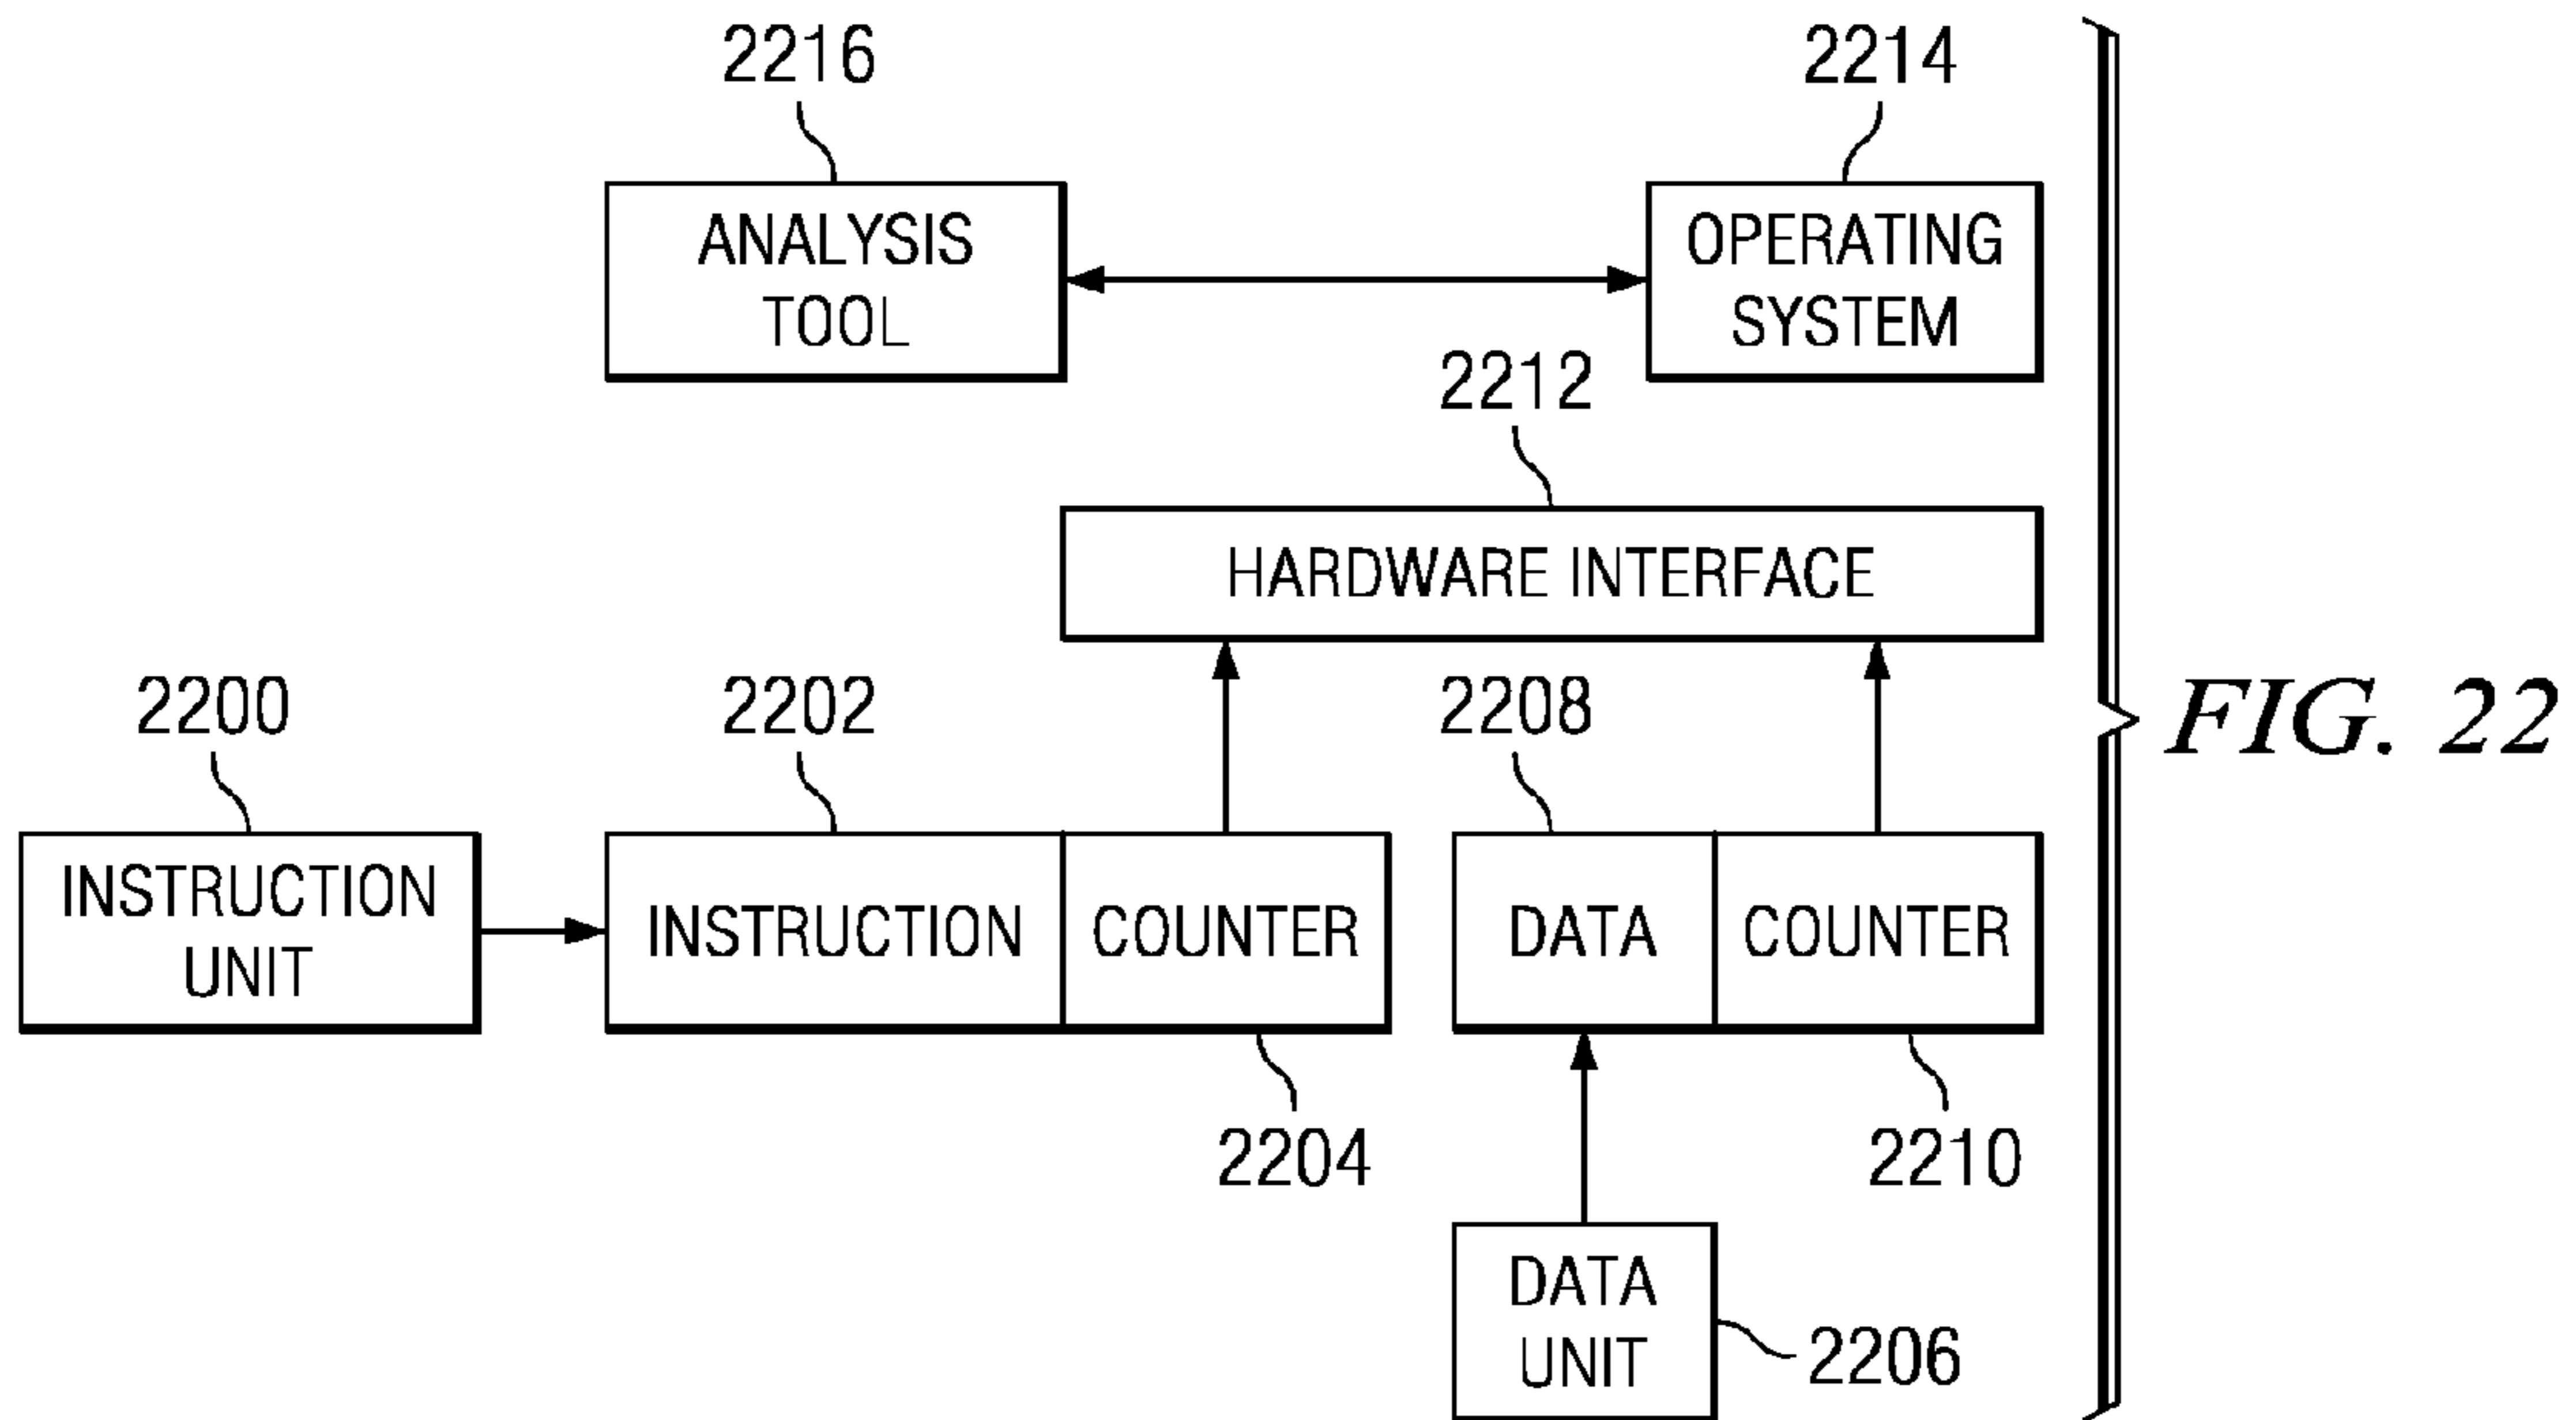 2216
2214
ANALYSIS
TOOL
OPERATING
SYSTEM
2212
HARDWARE INTERFACE
2200
2202
2208
INSTRUCTION
UNIT
INSTRUCTION
COUNTER
DATA
COUNTER
2204
2210
DATA
UNIT
2206
FIG. 22